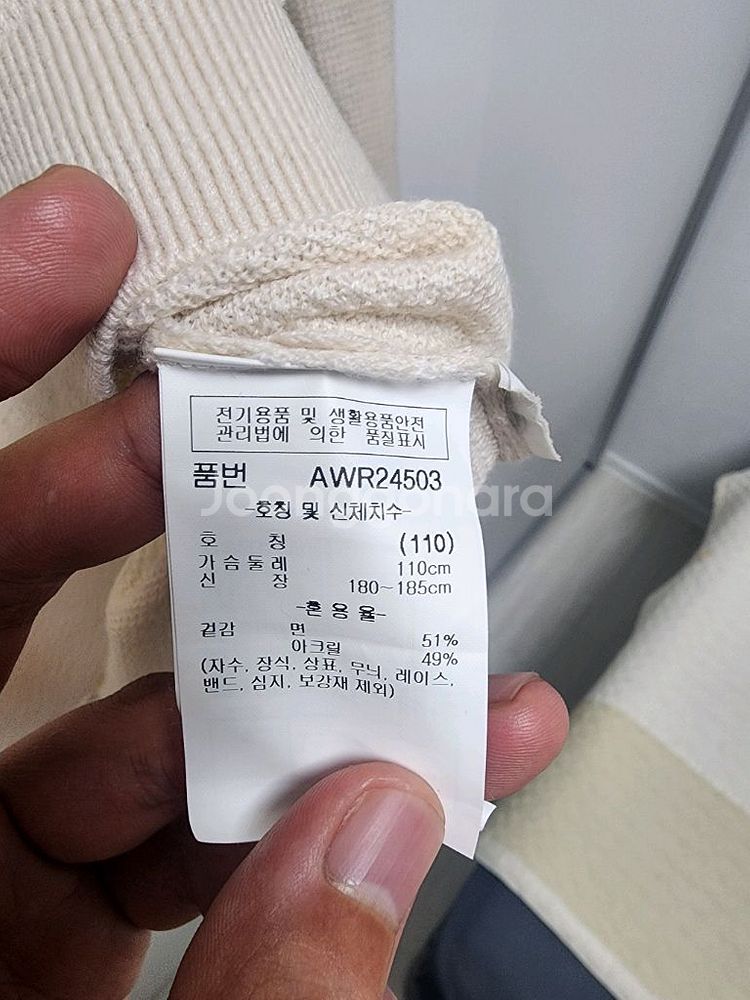 전기용품 및 생활용품안전
관리법에 의한 품질표시
품번 AWR24503
Joonggonara
-호칭 및 신체치수-
호 칭 (110)
가슴둘레 110cm
신 장 180~185cm
-혼용율-
겉감 면 51%
아크릴 49%
(자수, 장식, 상표, 무늬, 레이스,
밴드, 심지, 보강재 제외)